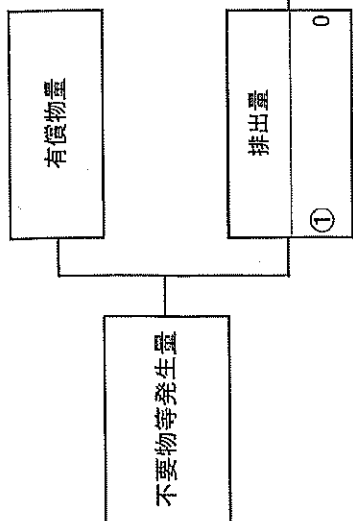 不要物等発生量
有償物量
排出量
① 0